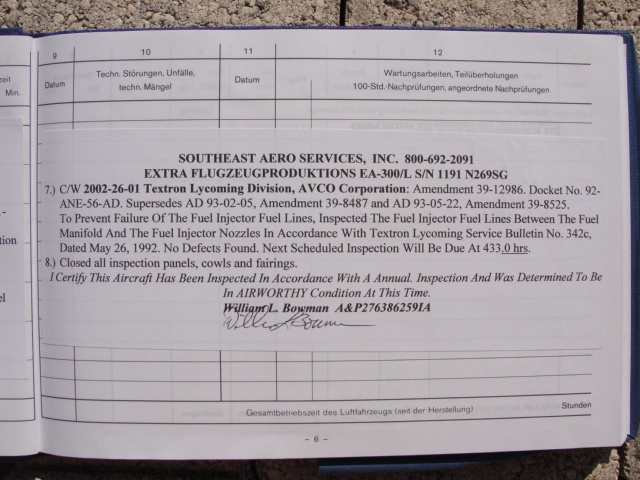 9 10 11 12
zeit Min. Datum Techn. Störungen, Unfälle, techn. Mängel Datum Wartungsarbeiten, Teilüberholungen
100-Std.-Nachprüfungen, angeordnete Nachprüfungen
SOUTHEAST AERO SERVICES, INC. 800-692-2091
EXTRA FLUGZEUGPRODUKTIONS EA-300/L S/N 1191 N269SG
7.) C/W 2002-26-01 Textron Lycoming Division, AVCO Corporation: Amendment 39-12986. Docket No. 92-
ANE-56-AD. Supersedes AD 93-02-05, Amendment 39-8487 and AD 93-05-22, Amendment 39-8525.
To Prevent Failure Of The Fuel Injector Fuel Lines, Inspected The Fuel Injector Fuel Lines Between The Fuel
Manifold And The Fuel Injector Nozzles In Accordance With Textron Lycoming Service Bulletin No. 342c,
Dated May 26, 1992. No Defects Found. Next Scheduled Inspection Will Be Due At 433.0 hrs.
8.) Closed all inspection panels, cowls and fairings.
I Certify This Aircraft Has Been Inspected In Accordance With A Annual. Inspection And Was Determined To Be
In AIRWORTHY Condition At This Time.
William L. Bowman A&P276386259IA
Gesamtbetriebszeit des Luftfahrzeugs (seit der Herstellung) Stunden
– 6 –